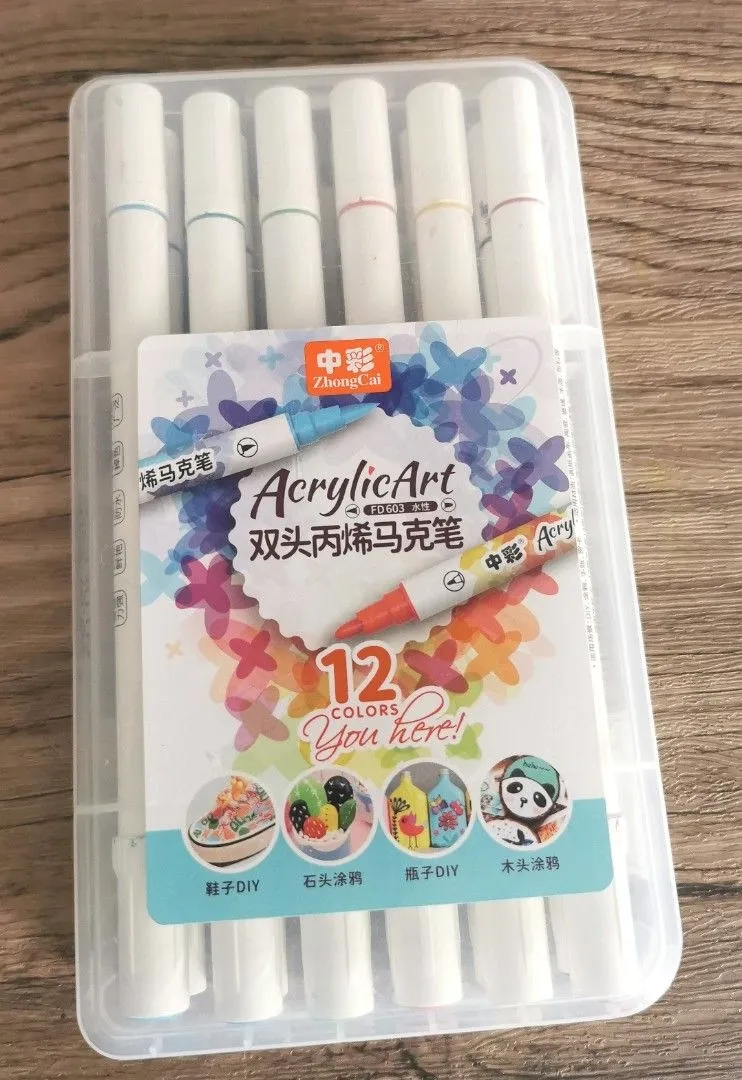 中彩®
ZhongCai
烯马克笔
AcrylicArt
FD603 水性
双头丙烯马克笔
中彩® Acryl
12
COLORS
You here!
hehe~~
鞋子DIY
石头涂鸦
瓶子DIY
木头涂鸦